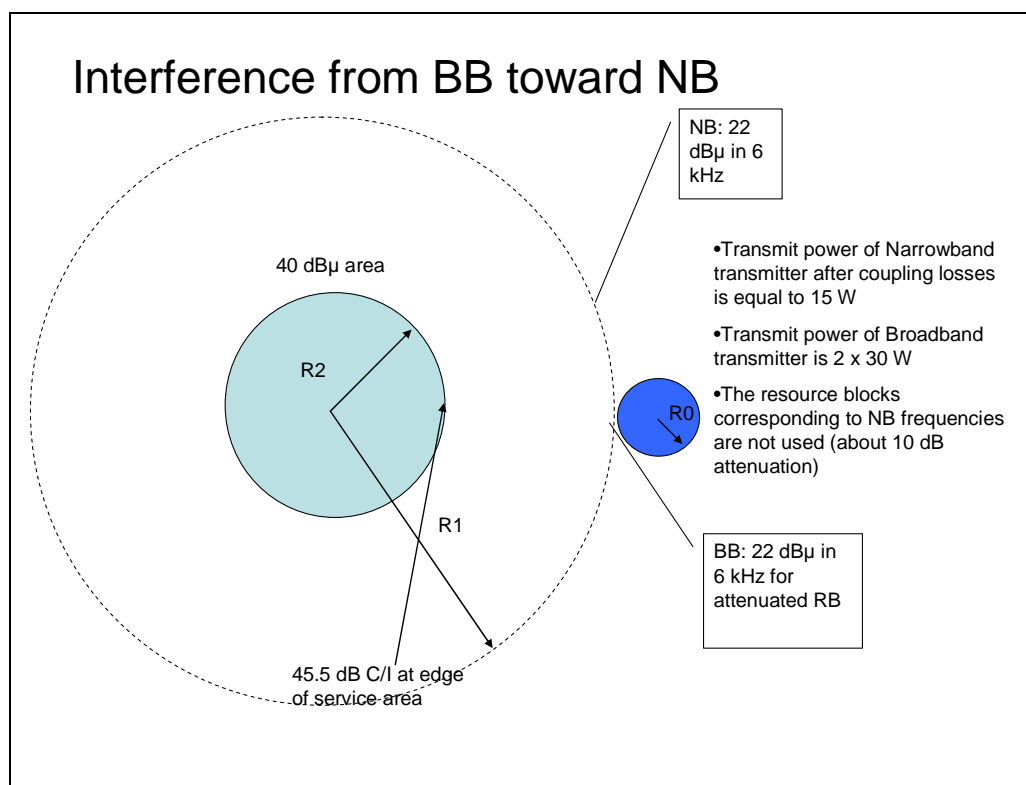 Interference from BB toward NB
NB: 22
dBµ in 6
kHz
40 dBµ area
•Transmit power of Narrowband
transmitter after coupling losses
is equal to 15 W
•Transmit power of Broadband
transmitter is 2 x 30 W
•The resource blocks
corresponding to NB frequencies
are not used (about 10 dB
attenuation)
R2
R0
R1
BB: 22 dBµ in
6 kHz for
attenuated RB
45.5 dB C/I at edge
of service area